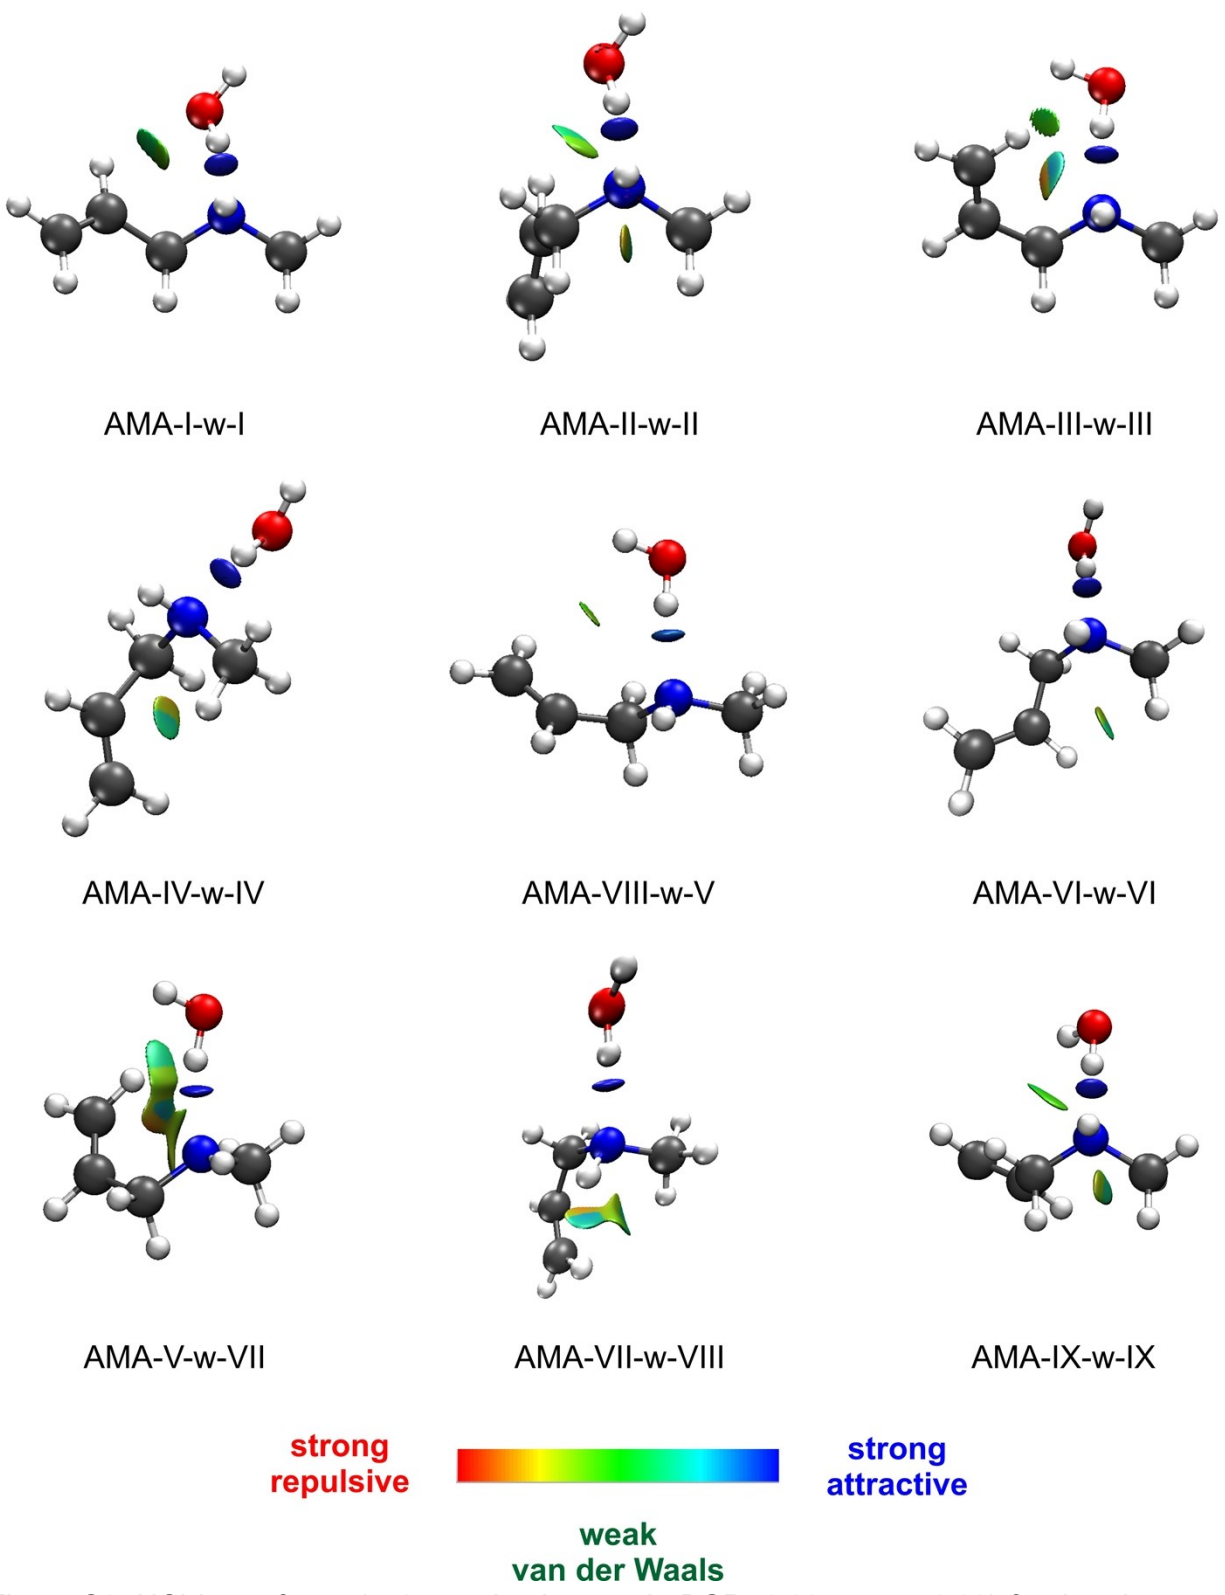 AMA-I-w-I
AMA-II-w-II
AMA-III-w-III
AMA-IV-w-IV
AMA-VIII-w-V
AMA-VI-w-VI
AMA-V-w-VII
AMA-VII-w-VIII
AMA-IX-w-IX
strong
repulsive
strong
attractive
weak
van der Waals